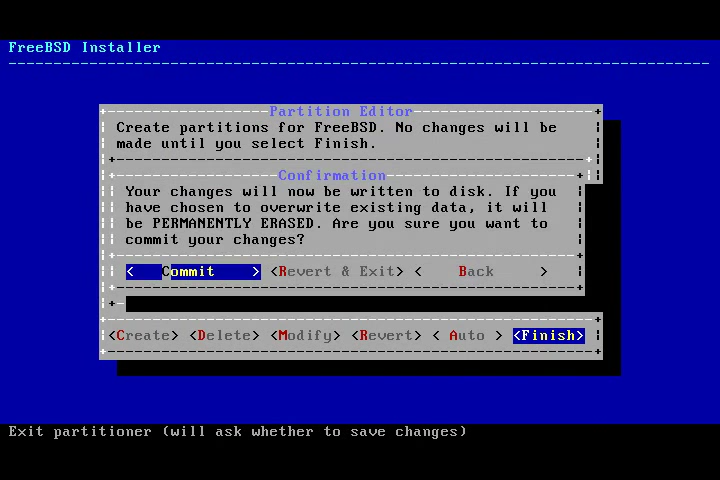 FreeBSD Installer
Partition Editor
Create partitions for FreeBSD. No changes will be
made until you select Finish.
Confirmation
Your changes will now be written to disk. If you
have chosen to overwrite existing data, it will
be PERMANENTLY ERASED. Are you sure you want to
commit your changes?
< Commit > <Revert & Exit> < Back >
<Create> <Delete> <Modify> <Revert> < Auto > <Finish>
Exit partitioner (will ask whether to save changes)